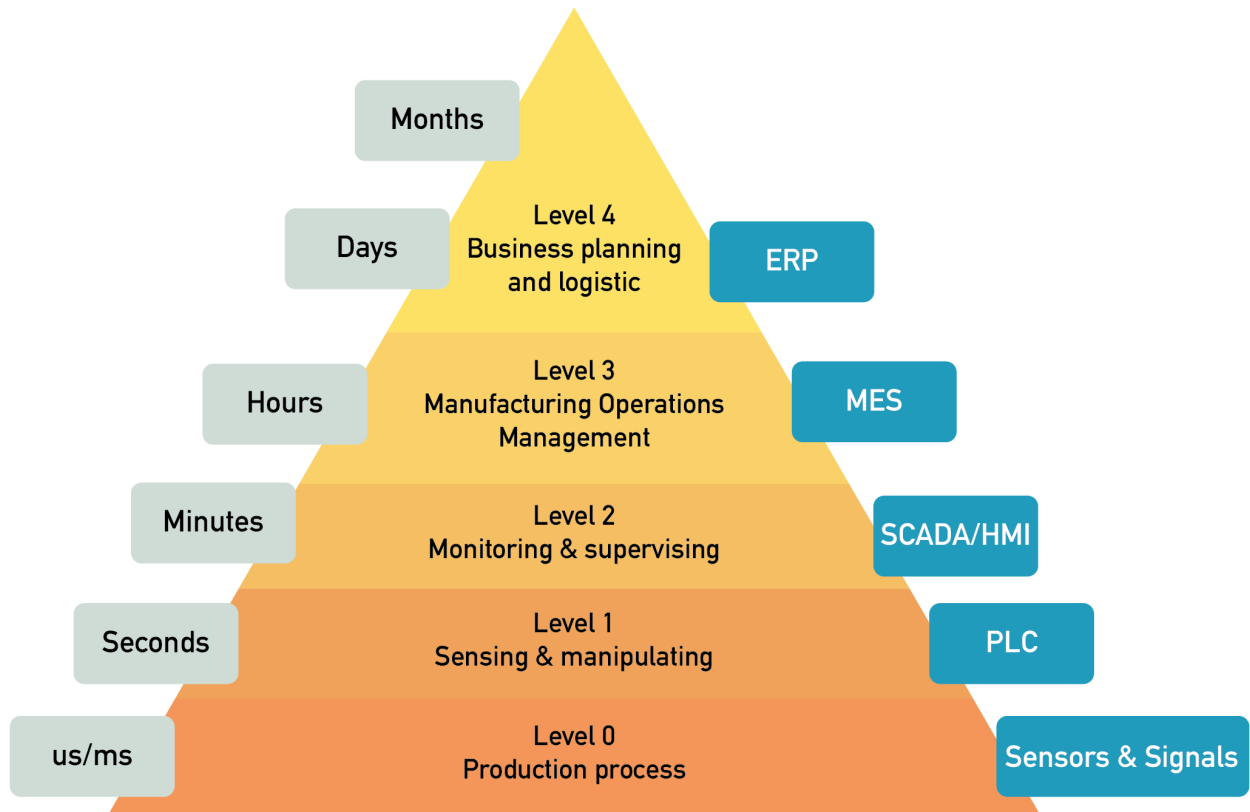 Months
Days
Level 4
Business planning
and logistic
ERP
Hours
Level 3
Manufacturing Operations
Management
MES
Minutes
Level 2
Monitoring & supervising
SCADA/HMI
Seconds
Level 1
Sensing & manipulating
PLC
us/ms
Level 0
Production process
Sensors & Signals